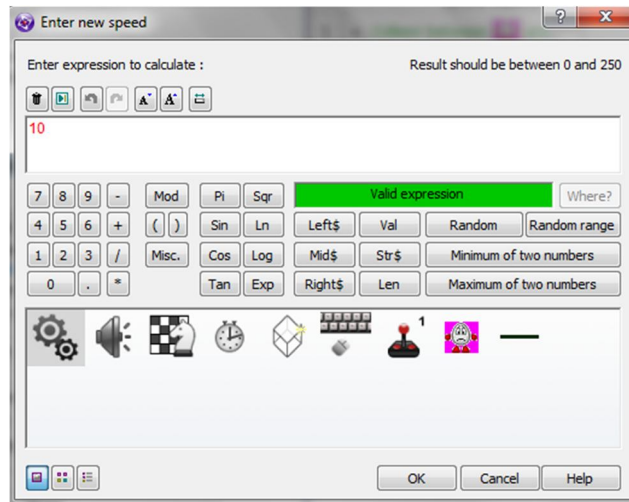 Enter new speed
Enter expression to calculate :
Result should be between 0 and 250
10
7 8 9 - Mod Pi Sqr Valid expression Where?
4 5 6 + ( ) Sin Ln Left$ Val Random Random range
1 2 3 / Misc. Cos Log Mid$ Str$ Minimum of two numbers
0 . * Tan Exp Right$ Len Maximum of two numbers
1
OK Cancel Help